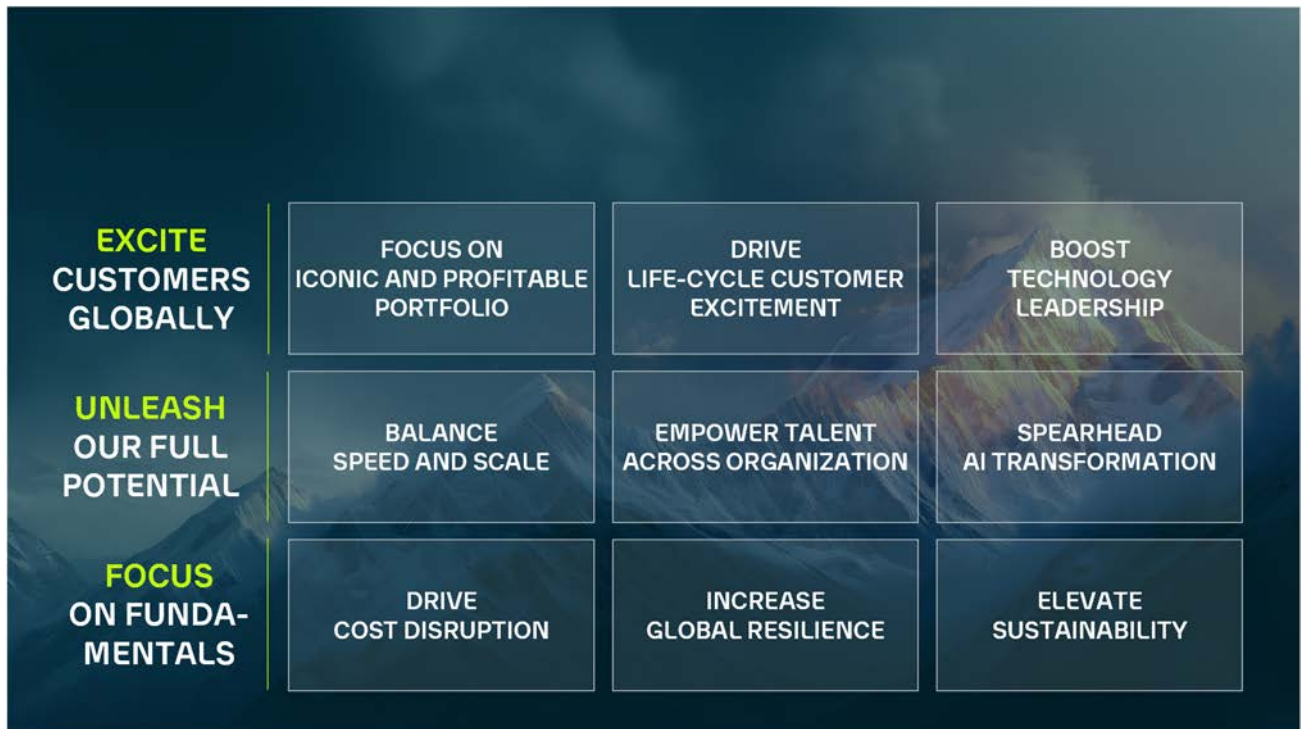 EXCITE
CUSTOMERS
GLOBALLY
FOCUS ON
ICONIC AND PROFITABLE
PORTFOLIO
DRIVE
LIFE-CYCLE CUSTOMER
EXCITEMENT
BOOST
TECHNOLOGY
LEADERSHIP
UNLEASH
OUR FULL
POTENTIAL
BALANCE
SPEED AND SCALE
EMPOWER TALENT
ACROSS ORGANIZATION
SPEARHEAD
AI TRANSFORMATION
FOCUS
ON FUNDA-
MENTALS
DRIVE
COST DISRUPTION
INCREASE
GLOBAL RESILIENCE
ELEVATE
SUSTAINABILITY